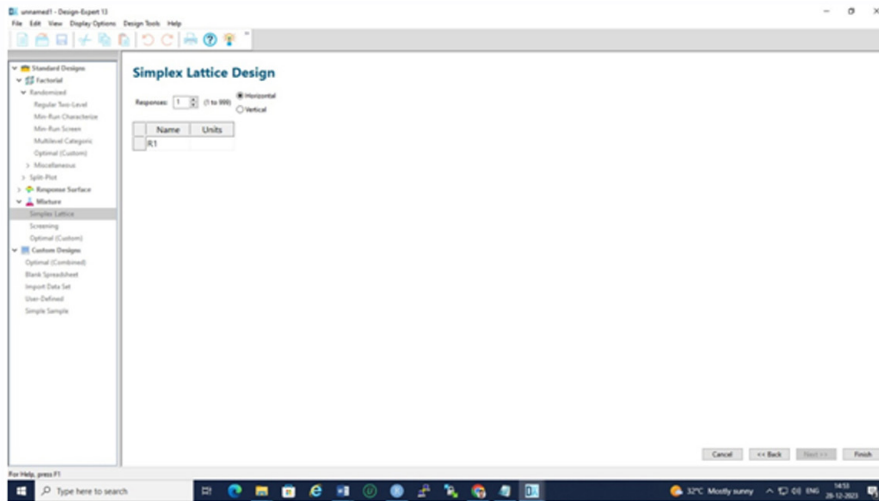 unnamed1 - Design-Expert 13
File Edit View Display Options Design Tools Help
Standard Designs
Factorial
Randomized
Regular Two-Level
Min-Run Characterize
Min-Run Screen
Multilevel Categoric
Optimal (Custom)
Miscellaneous
Split-Plot
Response Surface
Mixture
Simplex Lattice
Screening
Optimal (Custom)
Custom Designs
Optimal (Combined)
Blank Spreadsheet
Import Data Set
User-Defined
Simple Sample
Simplex Lattice Design
Responses: 1 (1 to 999) Horizontal
Vertical
Name Units
R1
Cancel << Back Next >> Finish
For Help, press F1
Type here to search 32°C Mostly sunny ENG 14:53
28-12-2023